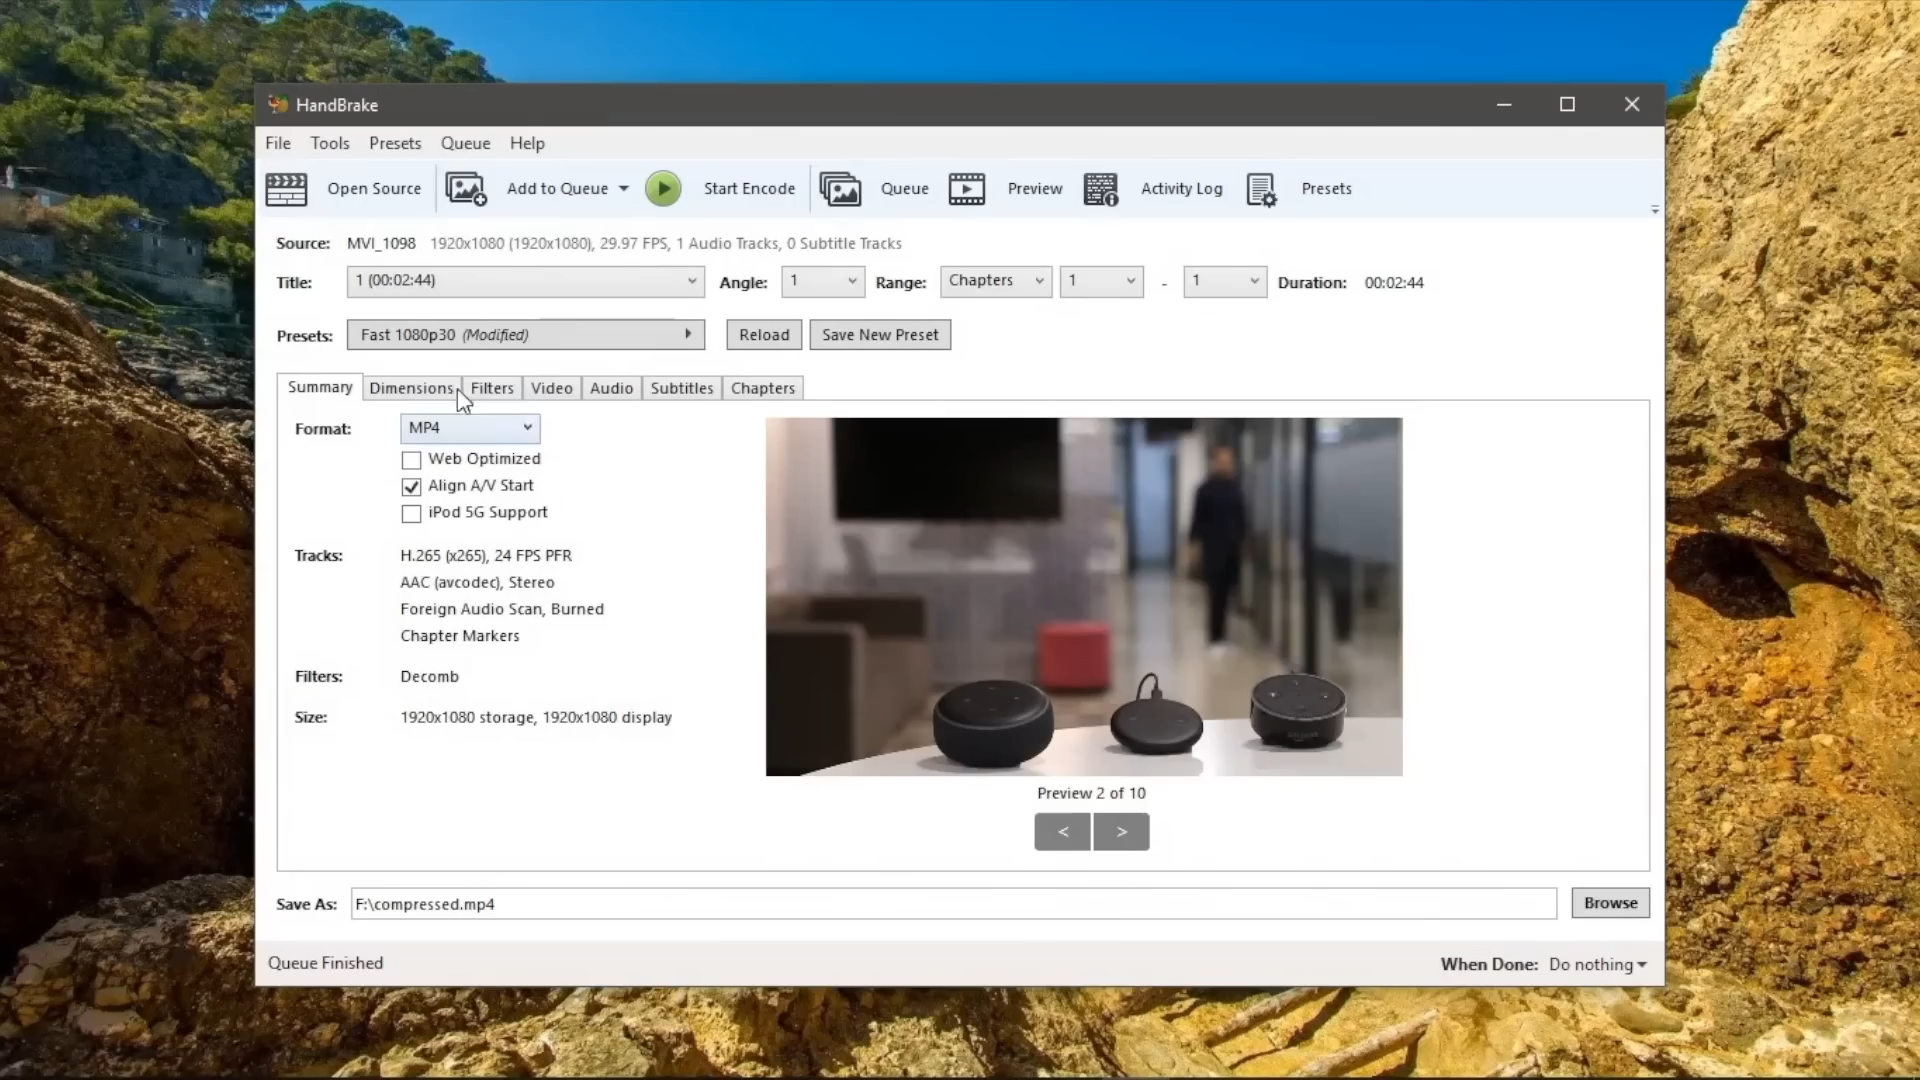 HandBrake
File Tools Presets Queue Help
Open Source Add to Queue Start Encode Queue Preview Activity Log Presets
Source: MVI_1098 1920x1080 (1920x1080), 29.97 FPS, 1 Audio Tracks, 0 Subtitle Tracks
Title: 1 (00:02:44) Angle: 1 Range: Chapters 1 - 1 Duration: 00:02:44
Presets: Fast 1080p30 (Modified) Reload Save New Preset
Summary Dimensions Filters Video Audio Subtitles Chapters
Format: MP4
Web Optimized
Align A/V Start
iPod 5G Support
Tracks: H.265 (x265), 24 FPS PFR
AAC (avcodec), Stereo
Foreign Audio Scan, Burned
Chapter Markers
Filters: Decomb
Size: 1920x1080 storage, 1920x1080 display
Preview 2 of 10
< >
Save As: F:\compressed.mp4 Browse
Queue Finished When Done: Do nothing